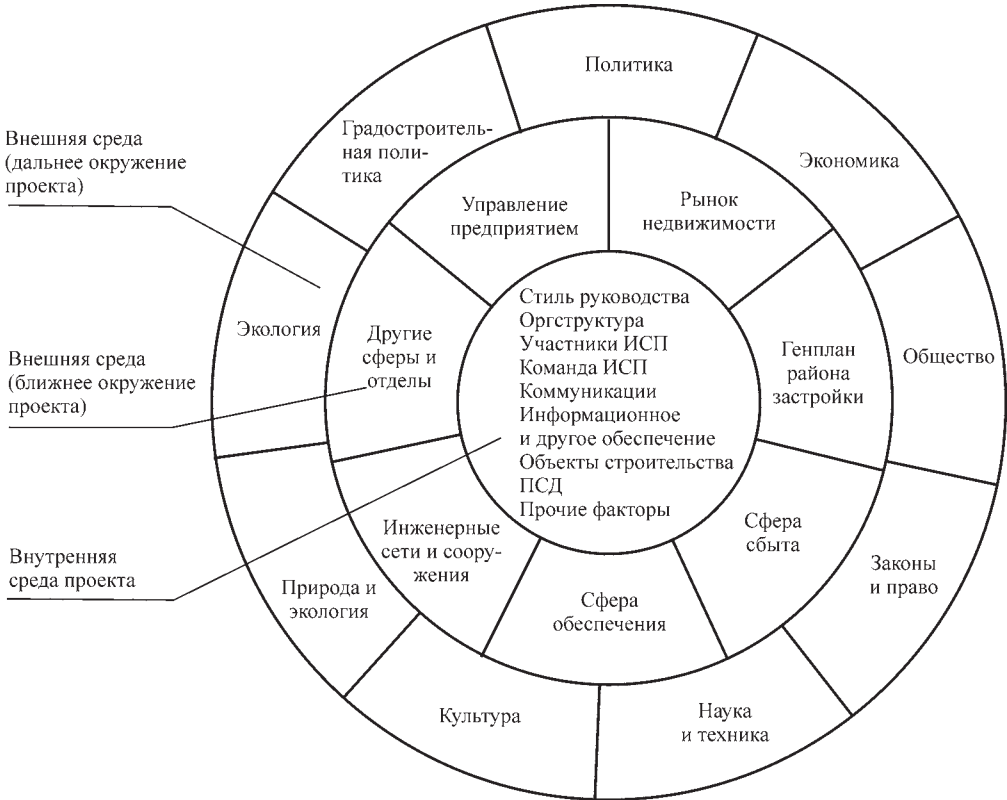 Политика
Градостроитель-
ная поли-
тика
Экономика
Внешняя среда
(дальнее окружение
проекта)
Управление
предприятием
Рынок
недвижимости
Экология
Другие
сферы и
отделы
Стиль руководства
Оргструктура
Участники ИСП
Команда ИСП
Коммуникации
Информационное
и другое обеспечение
Объекты строительства
ПСД
Прочие факторы
Генплан
района
застройки
Общество
Внешняя среда
(ближнее окружение
проекта)
Инженерные
сети и соору-
жения
Сфера
сбыта
Внутренняя
среда проекта
Природа и
экология
Сфера
обеспечения
Законы
и право
Культура
Наука
и техника